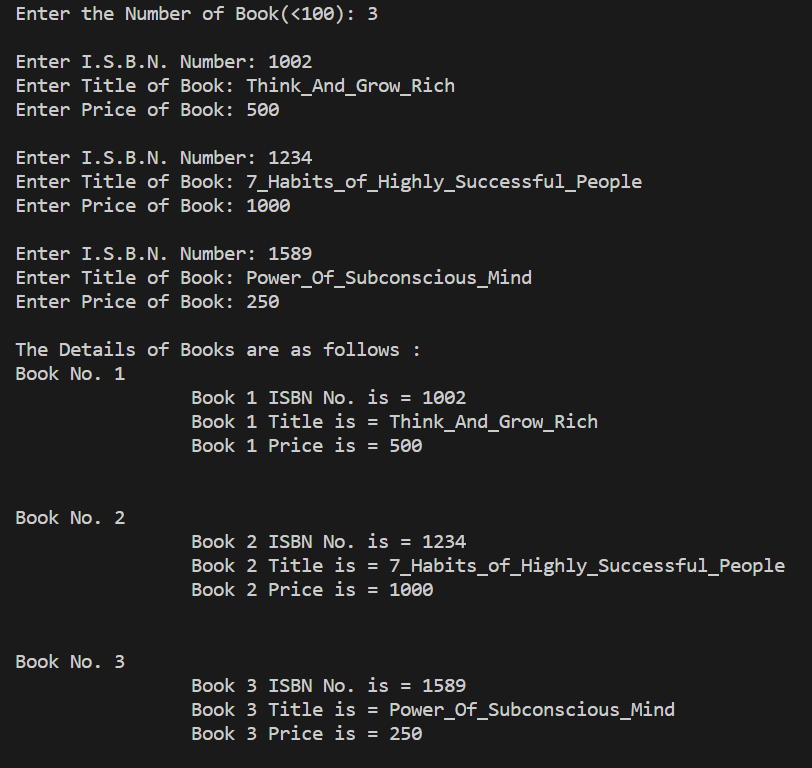 Enter the Number of Book(<100): 3
Enter I.S.B.N. Number: 1002
Enter Title of Book: Think_And_Grow_Rich
Enter Price of Book: 500
Enter I.S.B.N. Number: 1234
Enter Title of Book: 7_Habits_of_Highly_Successful_People
Enter Price of Book: 1000
Enter I.S.B.N. Number: 1589
Enter Title of Book: Power_Of_Subconscious_Mind
Enter Price of Book: 250
The Details of Books are as follows :
Book No. 1
Book 1 ISBN No. is = 1002
Book 1 Title is = Think_And_Grow_Rich
Book 1 Price is = 500
Book No. 2
Book 2 ISBN No. is = 1234
Book 2 Title is = 7_Habits_of_Highly_Successful_People
Book 2 Price is = 1000
Book No. 3
Book 3 ISBN No. is = 1589
Book 3 Title is = Power_Of_Subconscious_Mind
Book 3 Price is = 250